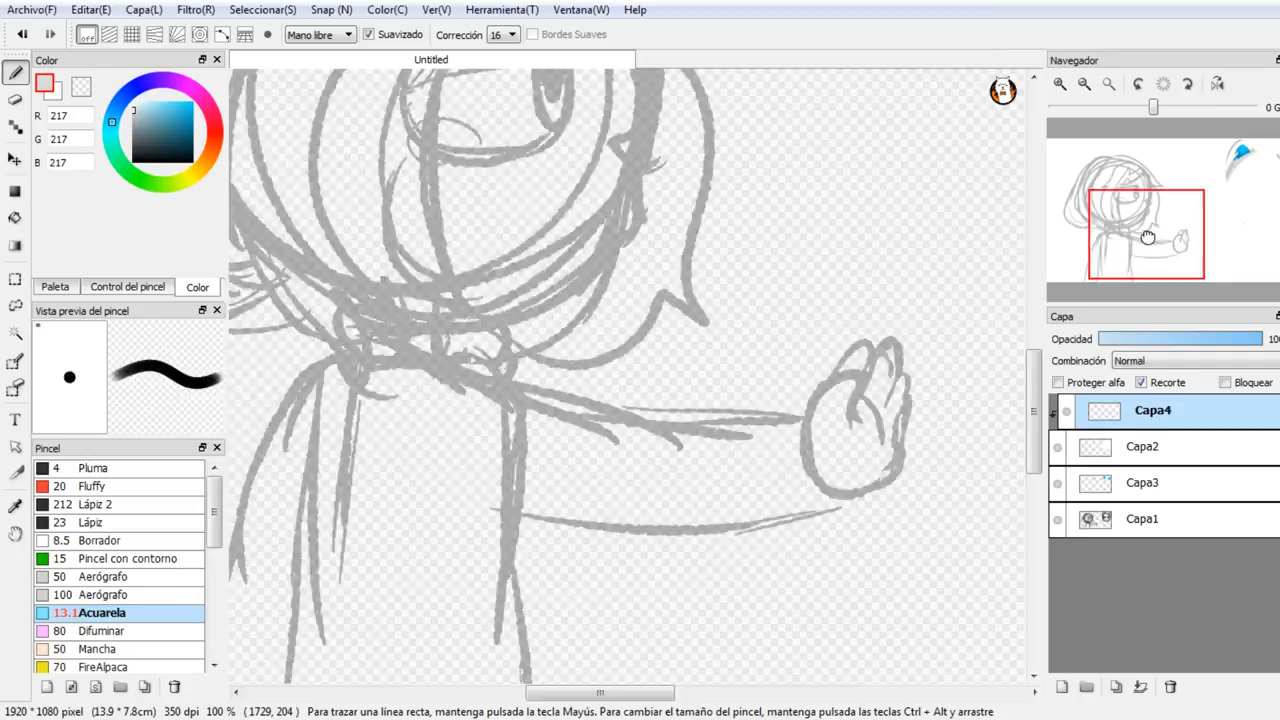 Archivo(F) Editar(E) Capa(L) Filtro(R) Seleccionar(S) Snap (N) Color(C) Ver(V) Herramienta(T) Ventana(W) Help
off Mano libre Suavizado Corrección 16 Bordes Suaves
Color
R 217
G 217
B 217
Paleta Control del pincel Color
Vista previa del pincel
Pincel
4 Pluma
20 Fluffy
212 Lápiz 2
23 Lápiz
8.5 Borrador
15 Pincel con contorno
50 Aerógrafo
100 Aerógrafo
13.1 Acuarela
80 Difuminar
50 Mancha
70 FireAlpaca
Untitled
Navegador
0 G
Capa
Opacidad 100
Combinación Normal
Proteger alfa Recorte Bloquear
Capa4
Capa2
Capa3
Capa1
1920 * 1080 pixel (13.9 * 7.8cm) 350 dpi 100 % (1729, 204) Para trazar una línea recta, mantenga pulsada la tecla Mayús. Para cambiar el tamaño del pincel, mantenga pulsadas las teclas Ctrl + Alt y arrastre